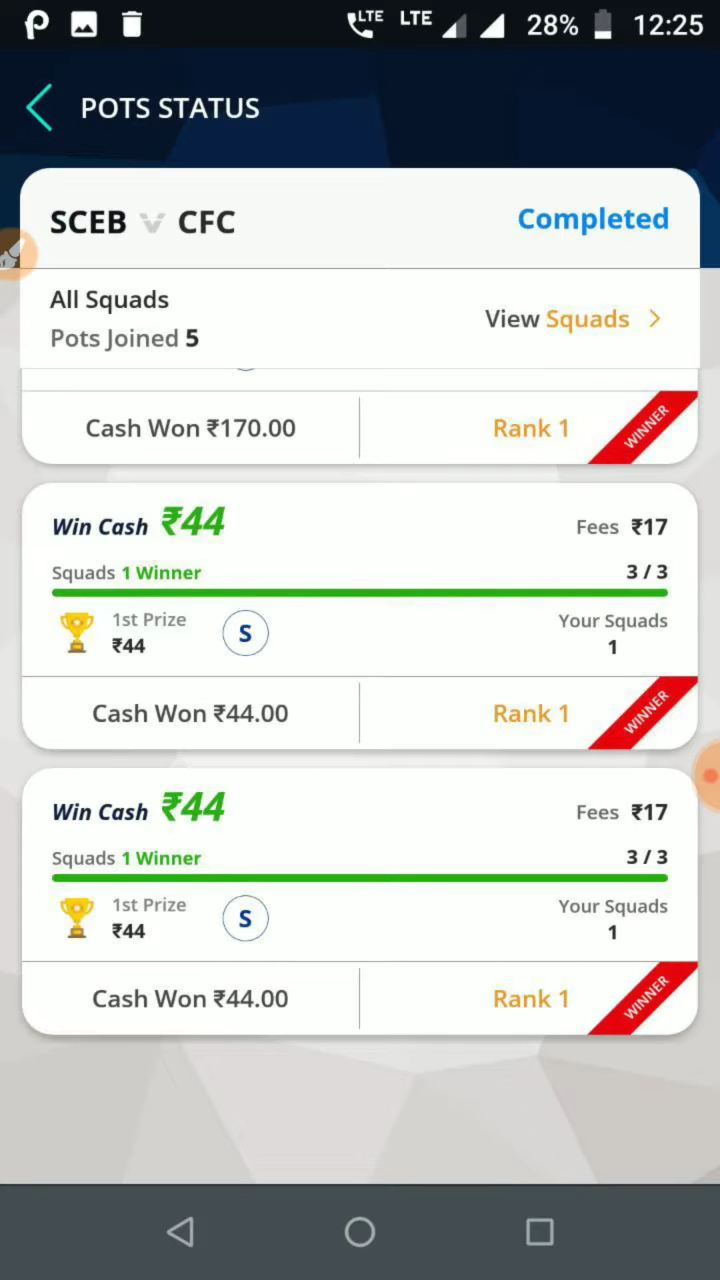 LTE LTE 28% 12:25
POTS STATUS
SCEB v CFC Completed
All Squads
Pots Joined 5
View Squads >
Cash Won ₹170.00 Rank 1 WINNER
Win Cash ₹44 Fees ₹17
Squads 1 Winner 3 / 3
1st Prize
₹44
S
Your Squads
1
Cash Won ₹44.00 Rank 1 WINNER
Win Cash ₹44 Fees ₹17
Squads 1 Winner 3 / 3
1st Prize
₹44
S
Your Squads
1
Cash Won ₹44.00 Rank 1 WINNER